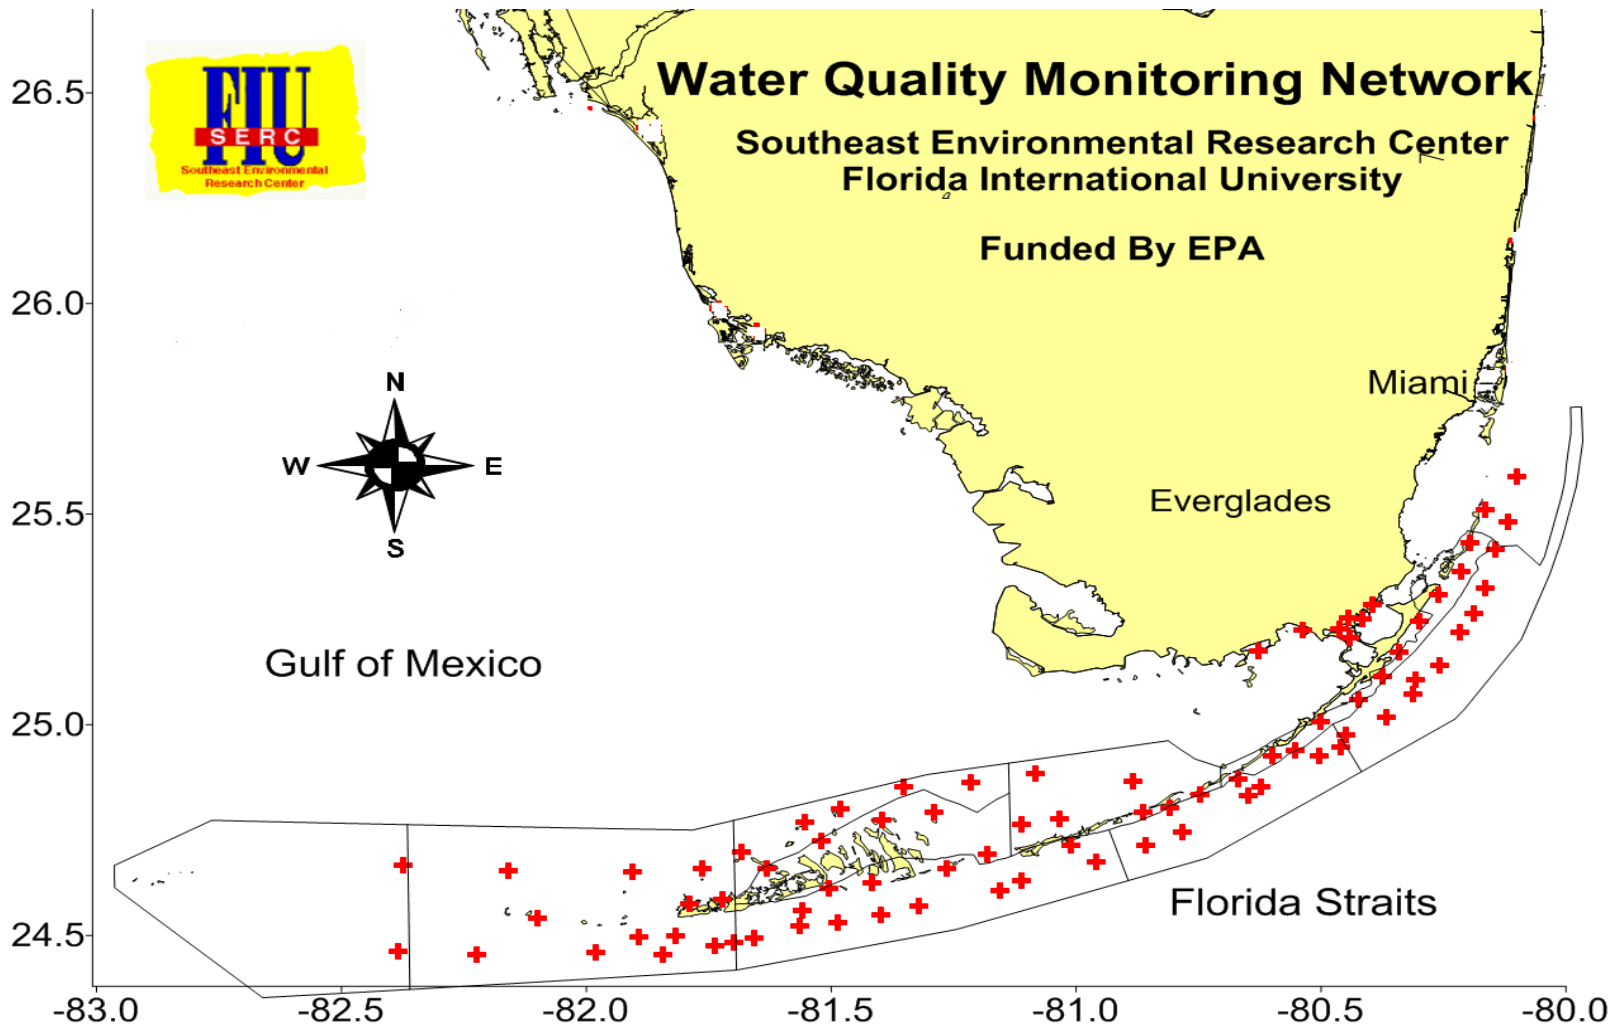 26.5
Water Quality Monitoring Network
FIU
SERC
Southeast Environmental
Research Center
Southeast Environmental Research Center
Florida International University
Funded By EPA
26.0
N
Miami
W
E
25.5
Everglades
S
Gulf of Mexico
25.0
Florida Straits
24.5
-83.0 -82.5 -82.0 -81.5 -81.0 -80.5 -80.0